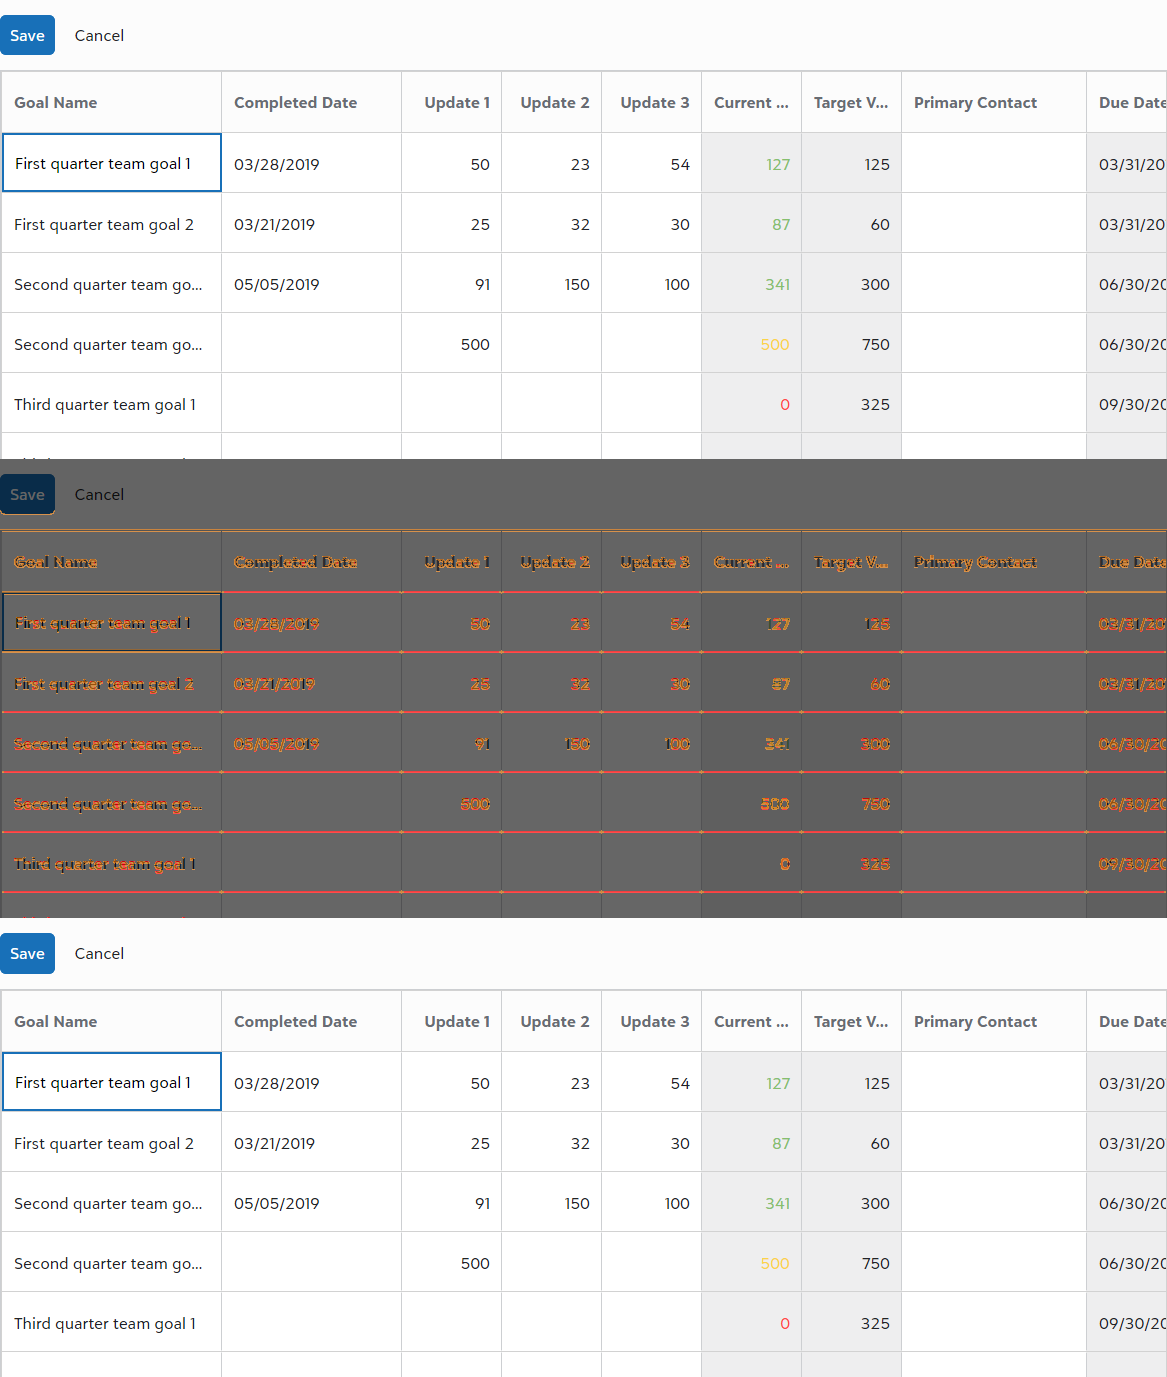 Save Cancel
Goal Name Completed Date Update 1 Update 2 Update 3 Current ... Target V... Primary Contact Due Date
First quarter team goal 1 03/28/2019 50 23 54 127 125 03/31/20
First quarter team goal 2 03/21/2019 25 32 30 87 60 03/31/20
Second quarter team go... 05/05/2019 91 150 100 341 300 06/30/20
Second quarter team go... 500 500 750 06/30/20
Third quarter team goal 1 0 325 09/30/20
Save Cancel
Goal Name Completed Date Update 1 Update 2 Update 3 Current ... Target V... Primary Contact Due Date
First quarter team goal 1 03/28/2019 50 23 54 127 125 03/31/20
First quarter team goal 2 03/21/2019 25 32 30 87 60 03/31/20
Second quarter team go... 05/05/2019 91 150 100 341 300 06/30/20
Second quarter team go... 500 500 750 06/30/20
Third quarter team goal 1 0 325 09/30/20
Save Cancel
Goal Name Completed Date Update 1 Update 2 Update 3 Current ... Target V... Primary Contact Due Date
First quarter team goal 1 03/28/2019 50 23 54 127 125 03/31/20
First quarter team goal 2 03/21/2019 25 32 30 87 60 03/31/20
Second quarter team go... 05/05/2019 91 150 100 341 300 06/30/20
Second quarter team go... 500 500 750 06/30/20
Third quarter team goal 1 0 325 09/30/20